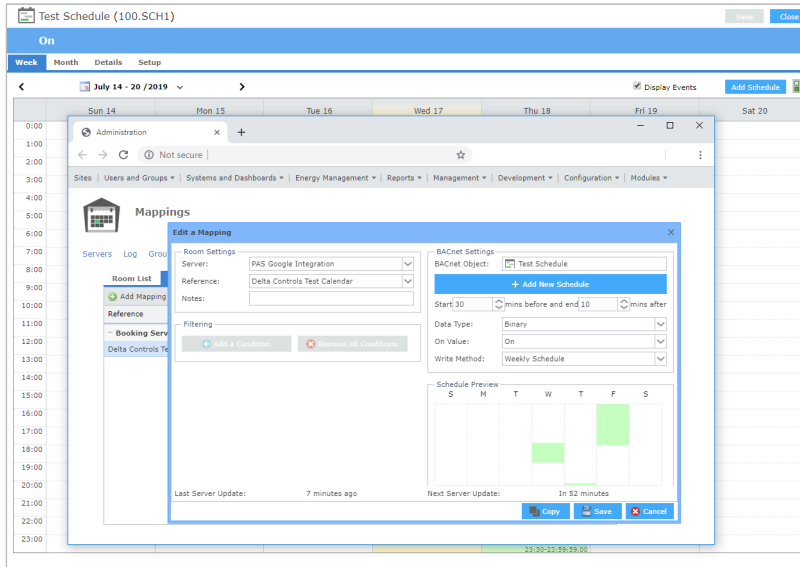 Test Schedule (100.SCH1)
Save
Close
On
Week Month Details Setup
July 14 - 20 /2019
Display Events
Add Schedule
Sun 14 Mon 15 Tue 16 Wed 17 Thu 18 Fri 19 Sat 20
0:00
1:00
2:00
3:00
4:00
5:00
6:00
7:00
8:00
9:00
10:00
11:00
12:00
13:00
14:00
15:00
16:00
17:00
18:00
19:00
20:00
21:00
22:00
23:00
Administration
Not secure
Sites Users and Groups Systems and Dashboards Energy Management Reports Management Development Configuration Modules
Mappings
Servers Log Grou
Room List
Add Mapping
Reference
Booking Serv
Delta Controls Te
Edit a Mapping
Room Settings
Server: PAS Google Integration
Reference: Delta Controls Test Calendar
Notes:
Filtering
Add a Condition Remove All Conditions
BACnet Settings
BACnet Object: Test Schedule
+ Add New Schedule
Start 30 mins before and end 10 mins after
Data Type: Binary
On Value: On
Write Method: Weekly Schedule
Schedule Preview
S M T W T F S
Last Server Update: 7 minutes ago
Next Server Update: In 52 minutes
Copy Save Cancel
23:30-23:59:59.00